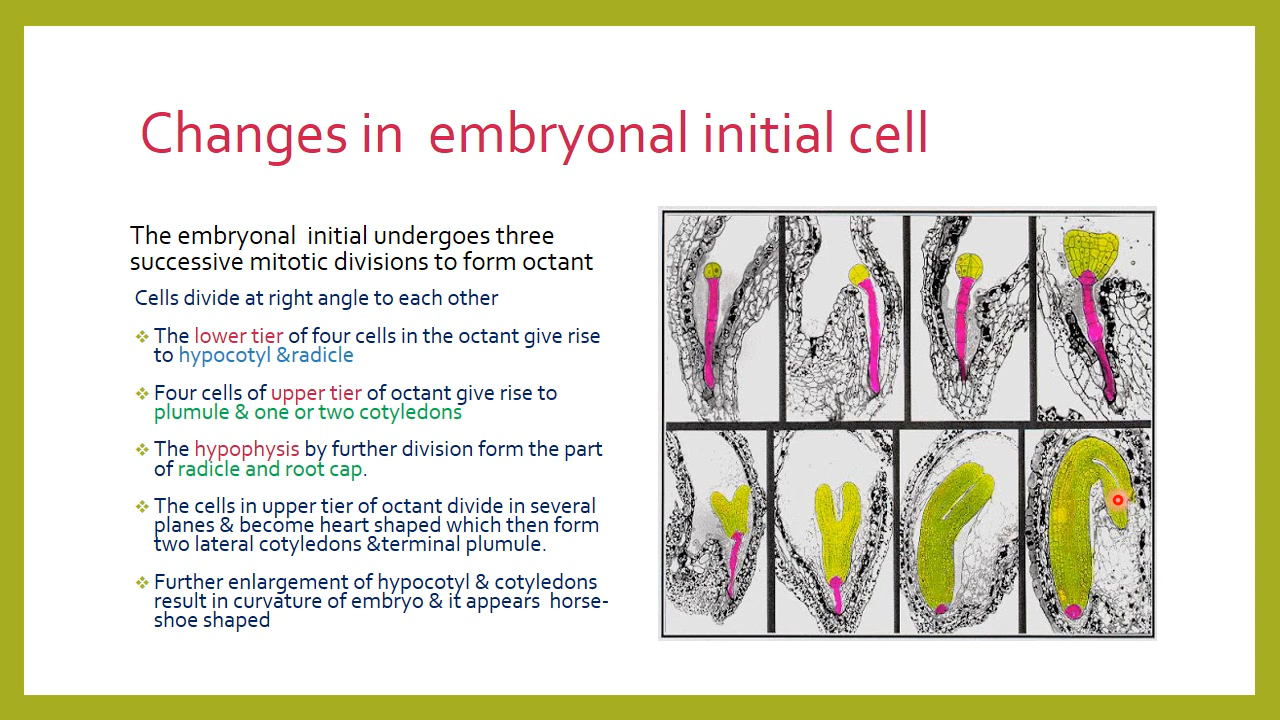 Changes in embryonal initial cell
The embryonal initial undergoes three
successive mitotic divisions to form octant
Cells divide at right angle to each other
❖ The lower tier of four cells in the octant give rise
to hypocotyl &radicle
❖ Four cells of upper tier of octant give rise to
plumule & one or two cotyledons
❖ The hypophysis by further division form the part
of radicle and root cap.
❖ The cells in upper tier of octant divide in several
planes & become heart shaped which then form
two lateral cotyledons &terminal plumule.
❖ Further enlargement of hypocotyl & cotyledons
result in curvature of embryo & it appears horse-
shoe shaped